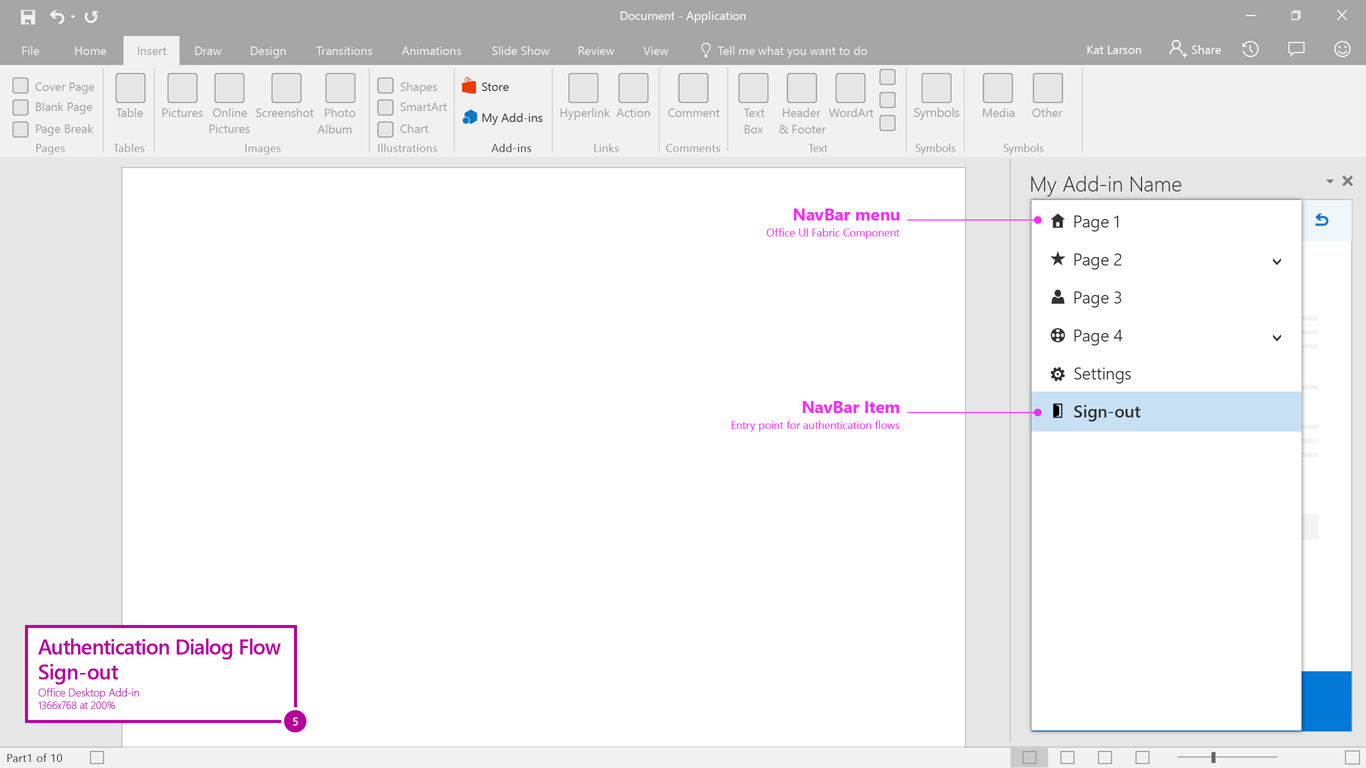 Document - Application
File Home Insert Draw Design Transitions Animations Slide Show Review View Tell me what you want to do Kat Larson Share
Cover Page
Blank Page
Page Break
Pages
Table
Tables
Pictures
Online
Pictures
Screenshot
Photo
Album
Images
Shapes
SmartArt
Chart
Illustrations
Store
My Add-ins
Add-ins
Hyperlink
Action
Links
Comment
Comments
Text
Box
Header
& Footer
WordArt
Text
Symbols
Symbols
Media
Other
Symbols
My Add-in Name
NavBar menu
Office UI Fabric Component
Page 1
Page 2
Page 3
Page 4
Settings
NavBar Item
Entry point for authentication flows
Sign-out
Authentication Dialog Flow
Sign-out
Office Desktop Add-in
1366x768 at 200%
5
Part1 of 10